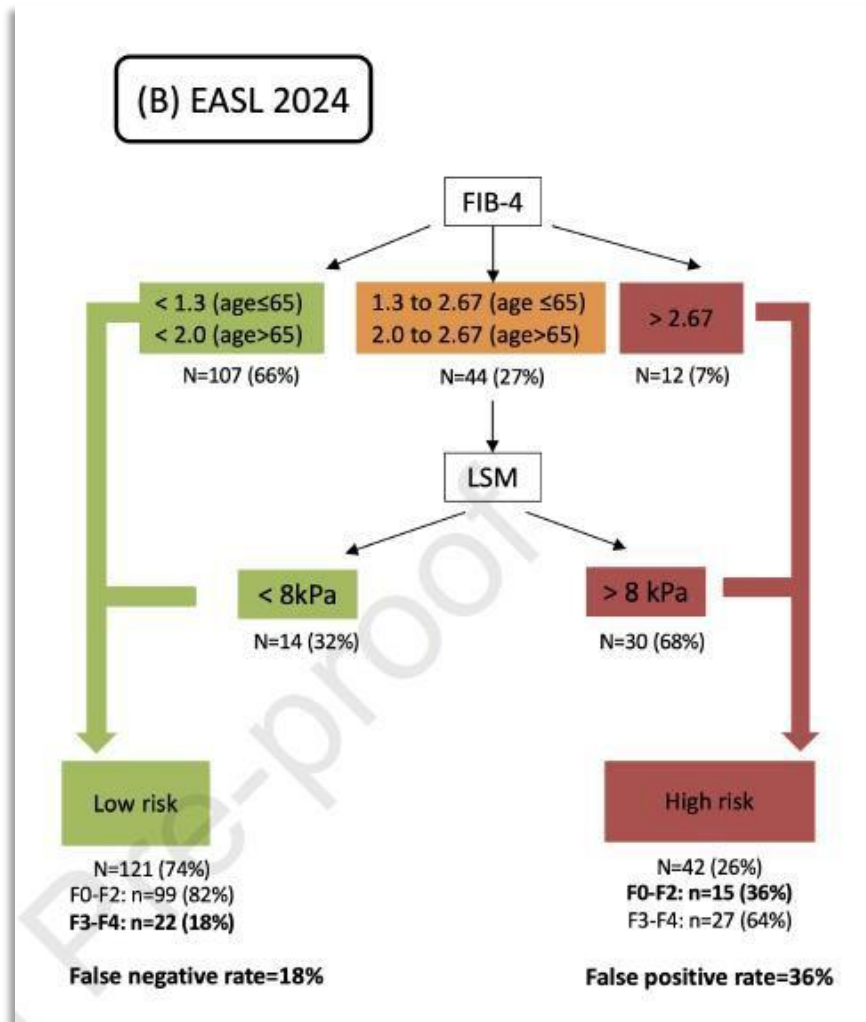 (B) EASL 2024
FIB-4
< 1.3 (age≤65)
< 2.0 (age>65)
N=107 (66%)
1.3 to 2.67 (age ≤65)
2.0 to 2.67 (age>65)
N=44 (27%)
> 2.67
N=12 (7%)
LSM
< 8kPa
N=14 (32%)
> 8 kPa
N=30 (68%)
Low risk
N=121 (74%)
F0-F2: n=99 (82%)
F3-F4: n=22 (18%)
False negative rate=18%
High risk
N=42 (26%)
F0-F2: n=15 (36%)
F3-F4: n=27 (64%)
False positive rate=36%
Pre-proof